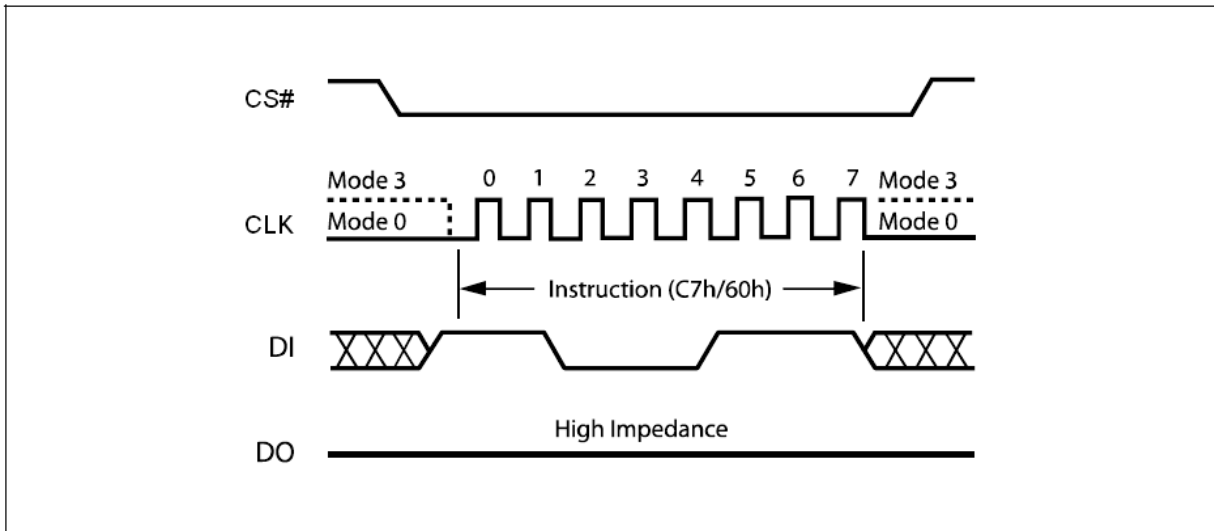 CS#
Mode 3 0 1 2 3 4 5 6 7 Mode 3
CLK Mode 0 Mode 0
Instruction (C7h/60h)
DI
High Impedance
DO